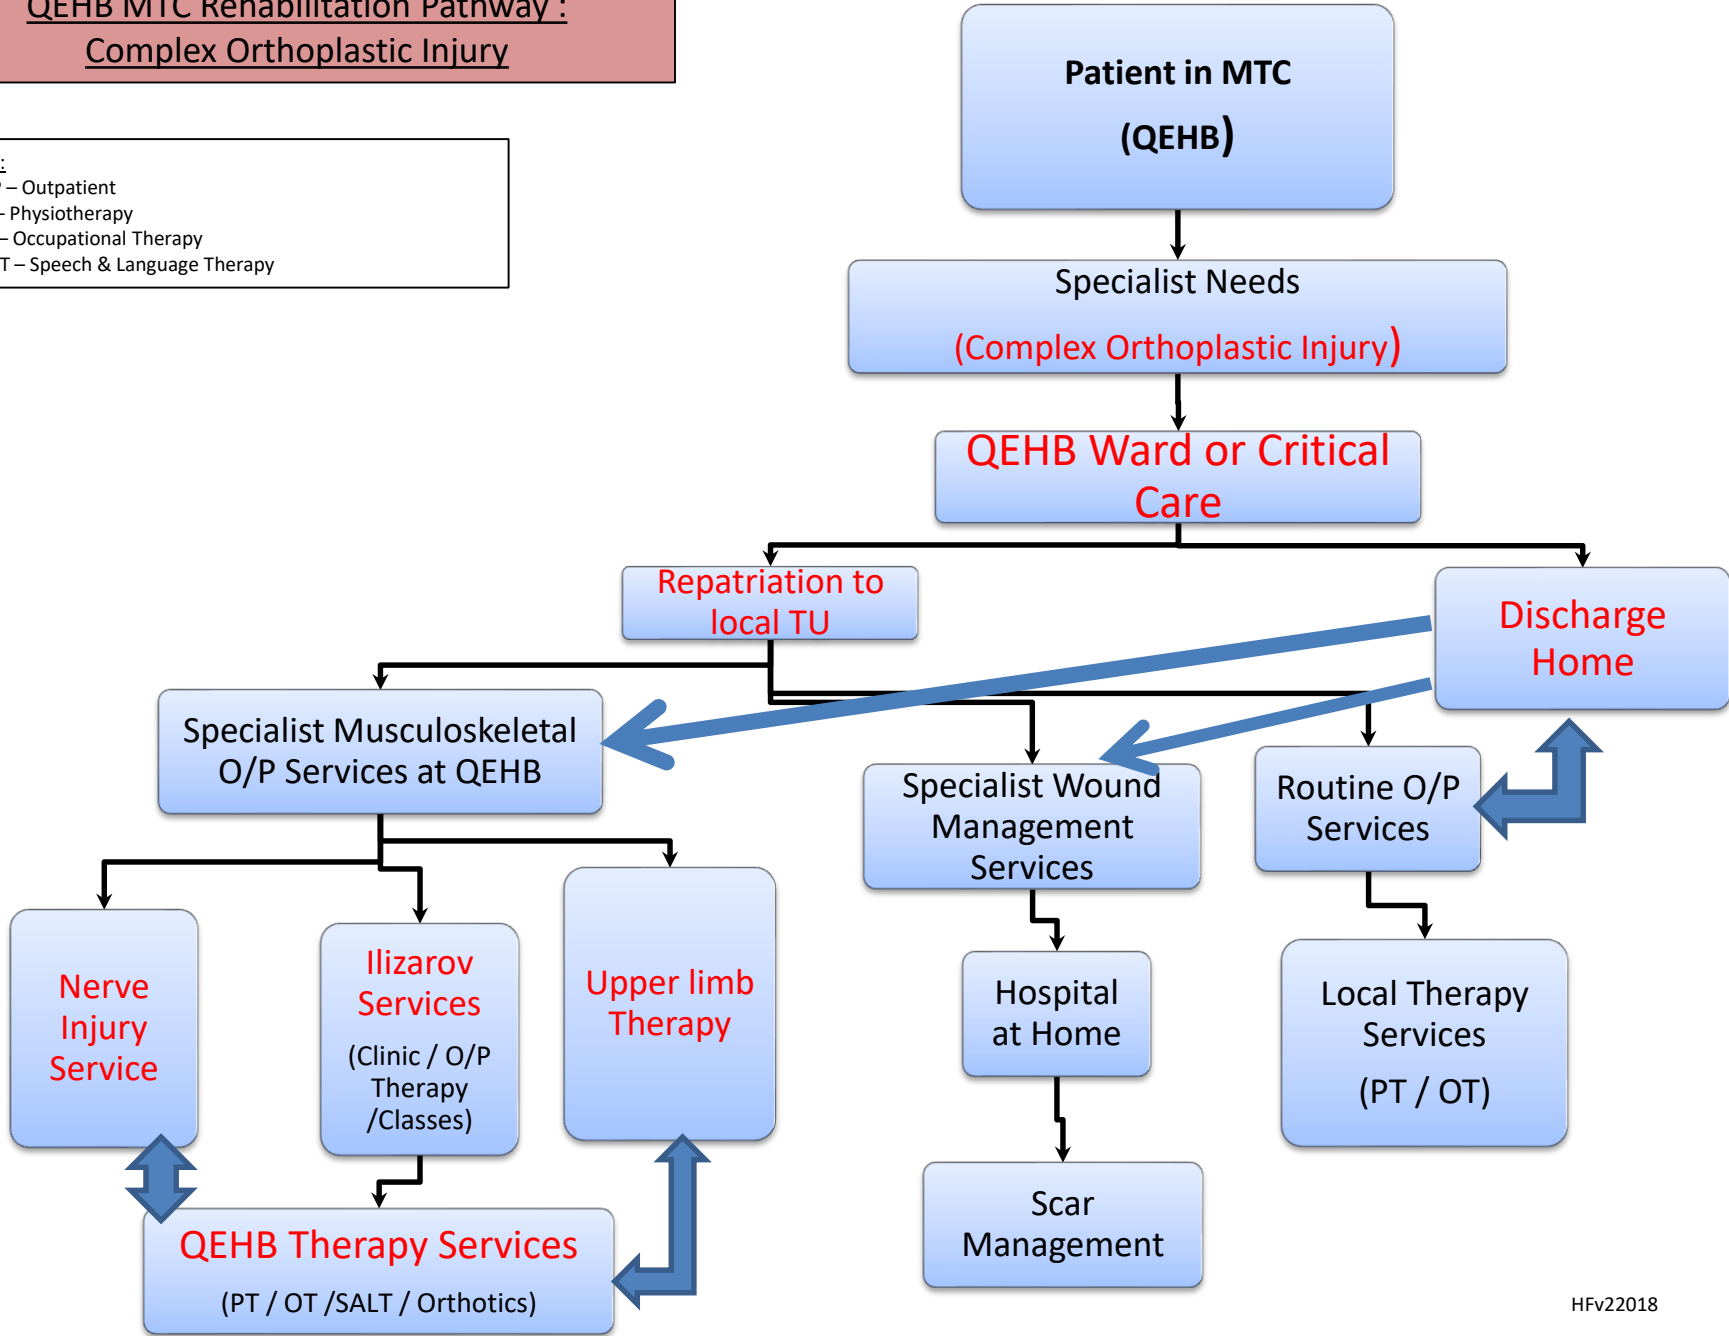 QEHB MTC Rehabilitation Pathway :
Complex Orthoplastic Injury
:
– Outpatient
– Physiotherapy
– Occupational Therapy
T – Speech & Language Therapy
Patient in MTC
(QEHB)
Specialist Needs
(Complex Orthoplastic Injury)
QEHB Ward or Critical
Care
Repatriation to
local TU
Discharge
Home
Specialist Musculoskeletal
O/P Services at QEHB
Specialist Wound
Management
Services
Routine O/P
Services
Nerve
Injury
Service
Ilizarov
Services
(Clinic / O/P
Therapy
/Classes)
Upper limb
Therapy
Hospital
at Home
Local Therapy
Services
(PT / OT)
QEHB Therapy Services
(PT / OT /SALT / Orthotics)
Scar
Management
HFv22018